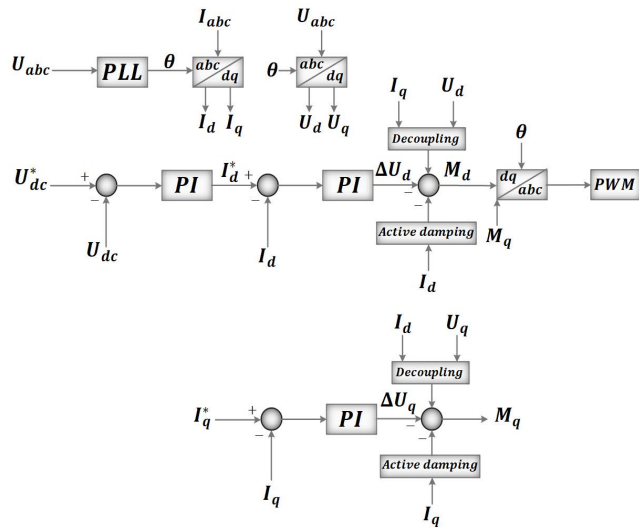 I_abc
U_abc
U_abc
PLL
θ
abc
dq
θ
abc
dq
I_d
I_q
U_d
U_q
I_q
U_d
Decoupling
θ
U*_dc
+
−
PI
I*_d
+
−
PI
ΔU_d
−
−
M_d
dq
abc
PWM
U_dc
I_d
Active damping
M_q
I_d
I_d
U_q
Decoupling
I*_q
+
−
PI
ΔU_q
−
−
M_q
I_q
Active damping
I_q